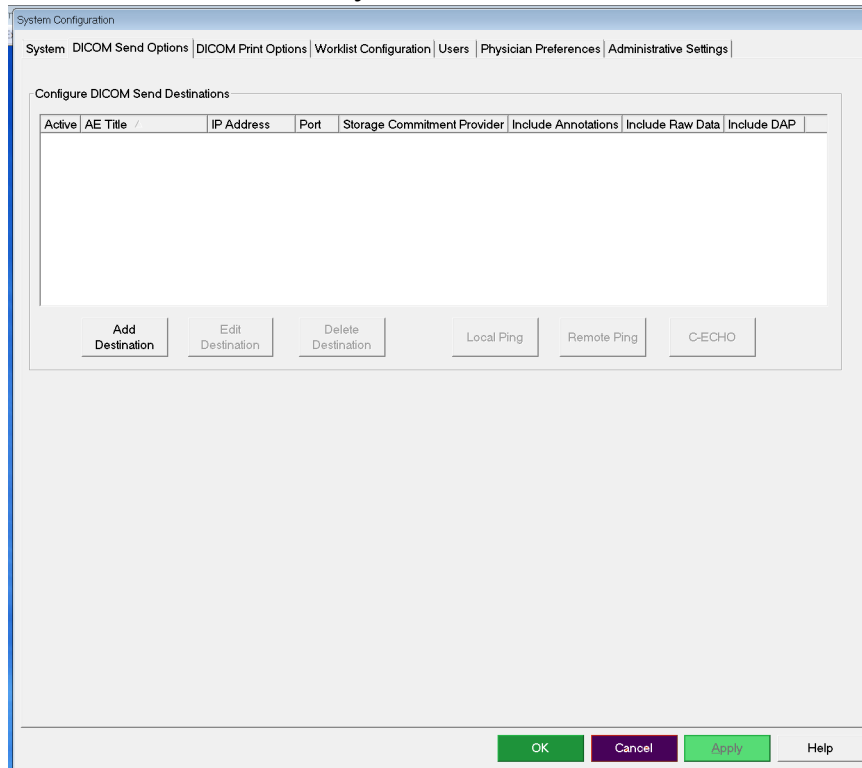 System Configuration
System DICOM Send Options DICOM Print Options Worklist Configuration Users Physician Preferences Administrative Settings
Configure DICOM Send Destinations
Active AE Title IP Address Port Storage Commitment Provider Include Annotations Include Raw Data Include DAP
Add Destination Edit Destination Delete Destination Local Ping Remote Ping C-ECHO
OK Cancel Apply Help